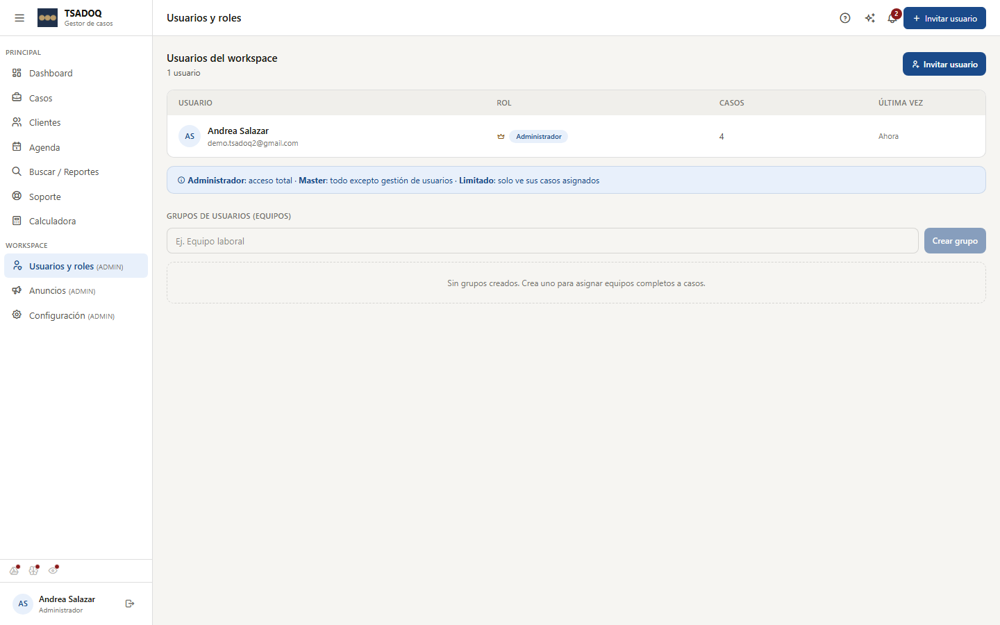 TSADOQ
Gestor de casos
Usuarios y roles
2
Invitar usuario
PRINCIPAL
Dashboard
Casos
Clientes
Agenda
Buscar / Reportes
Soporte
Calculadora
WORKSPACE
Usuarios y roles (ADMIN)
Anuncios (ADMIN)
Configuración (ADMIN)
AS
Andrea Salazar
Administrador
Usuarios del workspace
1 usuario
Invitar usuario
USUARIO ROL CASOS ÚLTIMA VEZ
AS
Andrea Salazar
demo.tsadoq2@gmail.com
Administrador
4
Ahora
Administrador: acceso total · Master: todo excepto gestión de usuarios · Limitado: solo ve sus casos asignados
GRUPOS DE USUARIOS (EQUIPOS)
Ej. Equipo laboral
Crear grupo
Sin grupos creados. Crea uno para asignar equipos completos a casos.